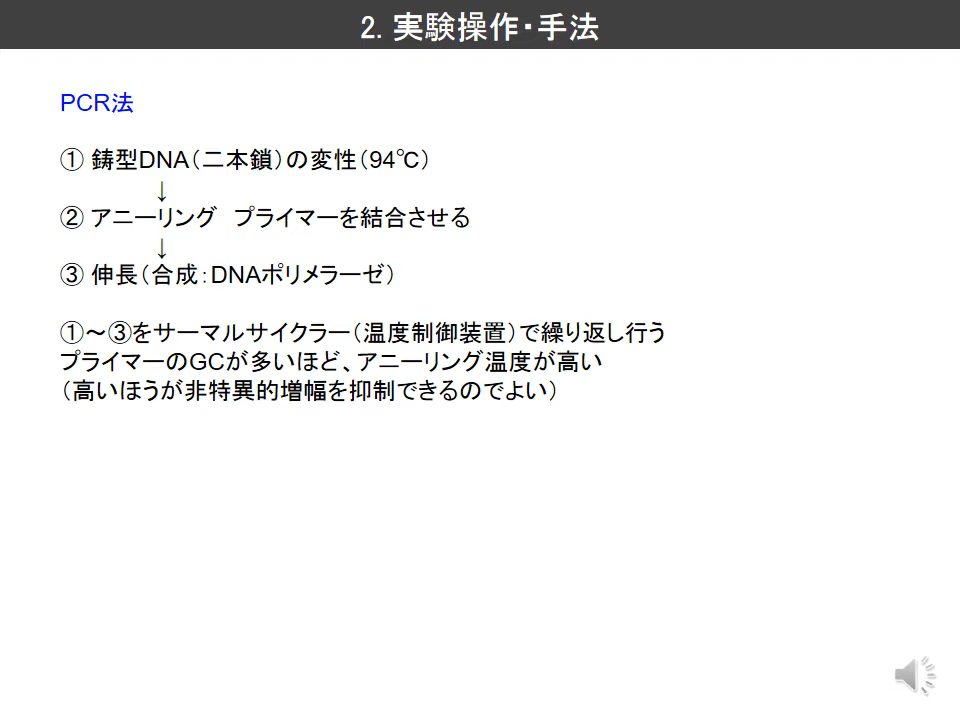 2. 実験操作・手法
PCR法
① 鋳型DNA（二本鎖）の変性（94℃）
↓
② アニーリング　プライマーを結合させる
↓
③ 伸長（合成：DNAポリメラーゼ）
①～③をサーマルサイクラー（温度制御装置）で繰り返し行う
プライマーのGCが多いほど、アニーリング温度が高い
（高いほうが非特異的増幅を抑制できるのでよい）